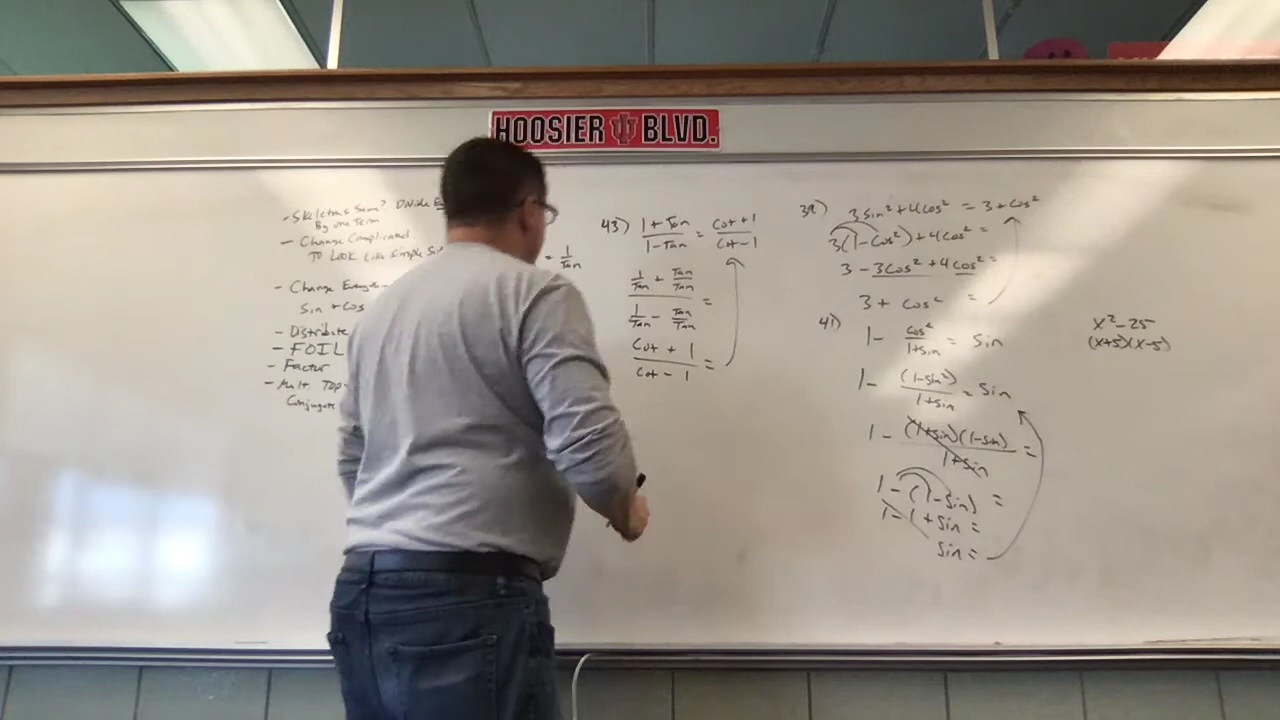 HOOSIER BLVD.
- Skeletons Same? Divide
By one Term
- Change Complicated
To Look Like Simple
- Change
Sin + Cos
- Distribute
- FOIL
- Factor
- Mult. Top
Conjugate
= 1/Tan
43) 1+Tan/1-Tan = Cot+1/Cot-1
1/Tan + Tan/Tan
=
1/Tan - Tan/Tan
Cot + 1/Cot - 1 =
39) 3sin²+4cos² = 3+cos²
3(1-cos²)+4cos² =
3 - 3cos²+4cos² =
3 + cos² =
41) 1 - cos²/1+sin = sin
1 - (1-sin²)/1+sin = sin
1 - (1+sin)(1-sin)/1+sin =
1 - (1-sin) =
1 - 1 + sin =
sin =
x²-25
(x+5)(x-5)